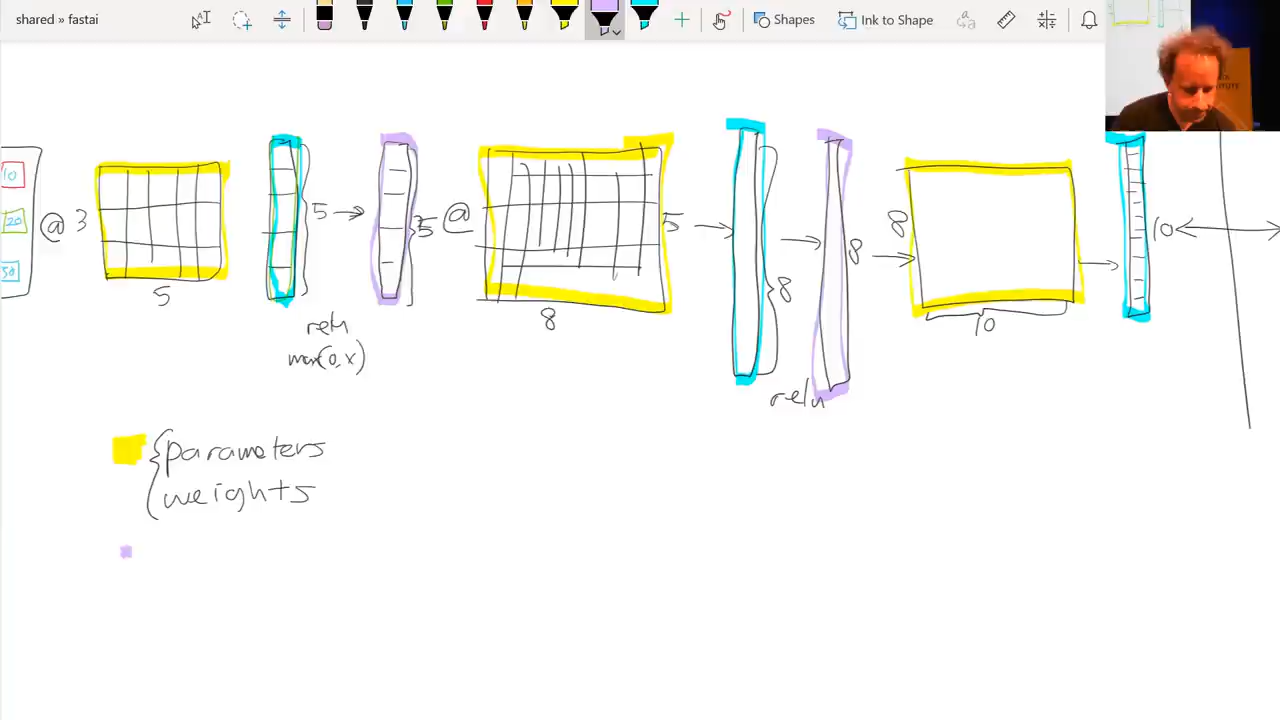 shared » fastai
Shapes
Ink to Shape
10
20
30
@ 3
5
5
5 @
8
5
8
8
8
10
10
relu
max(0,x)
relu
parameters
weights